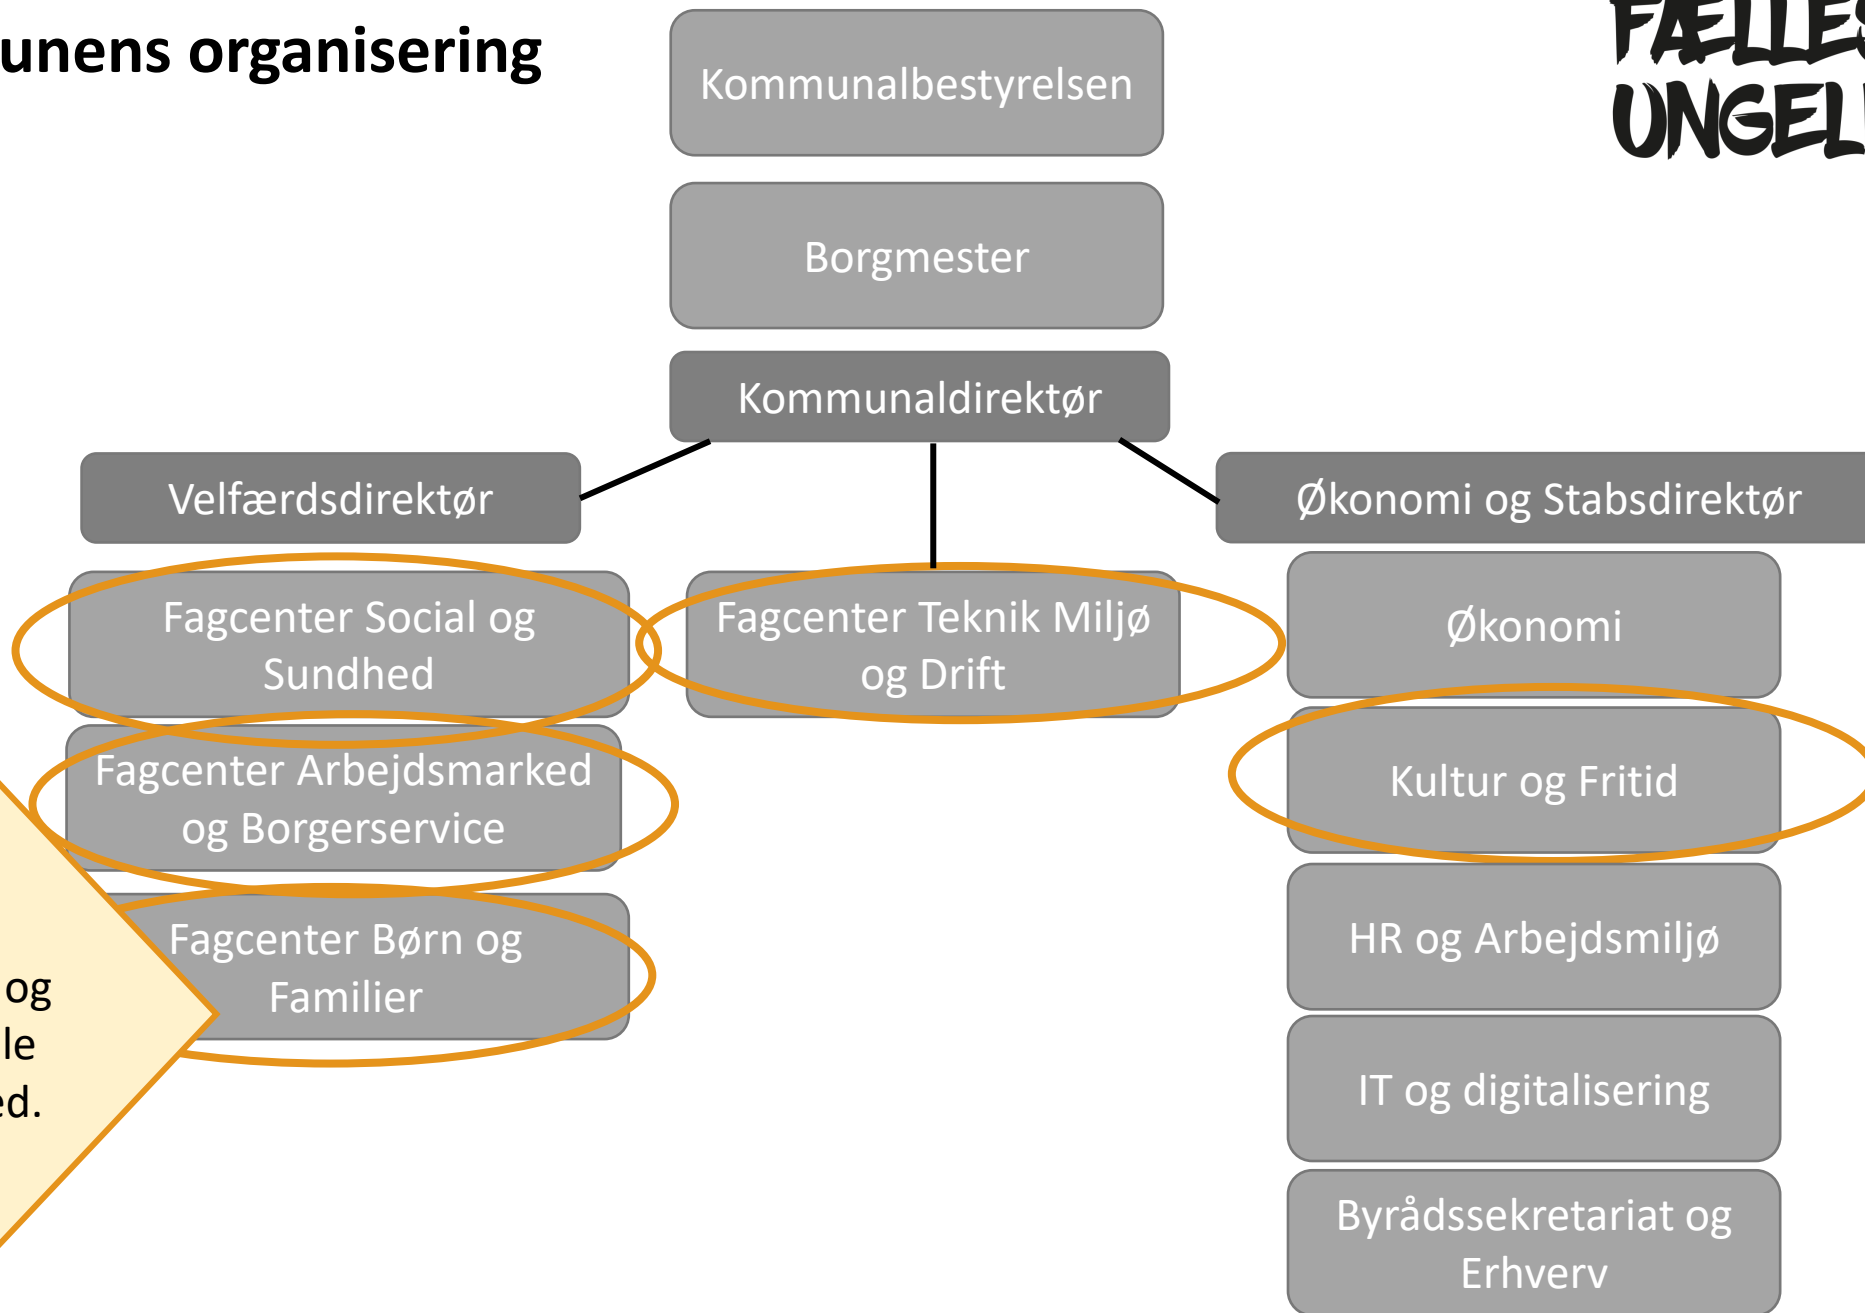 unens organisering
FÆLLES
UNGEL
Kommunalbestyrelsen
Borgmester
Kommunaldirektør
Velfærdsdirektør
Økonomi og Stabsdirektør
Fagcenter Social og
Sundhed
Fagcenter Arbejdsmarked
og Borgerservice
Fagcenter Børn og
Familier
Fagcenter Teknik Miljø
og Drift
Økonomi
Kultur og Fritid
HR og Arbejdsmiljø
IT og digitalisering
Byrådssekretariat og
Erhverv
og
le
ed.